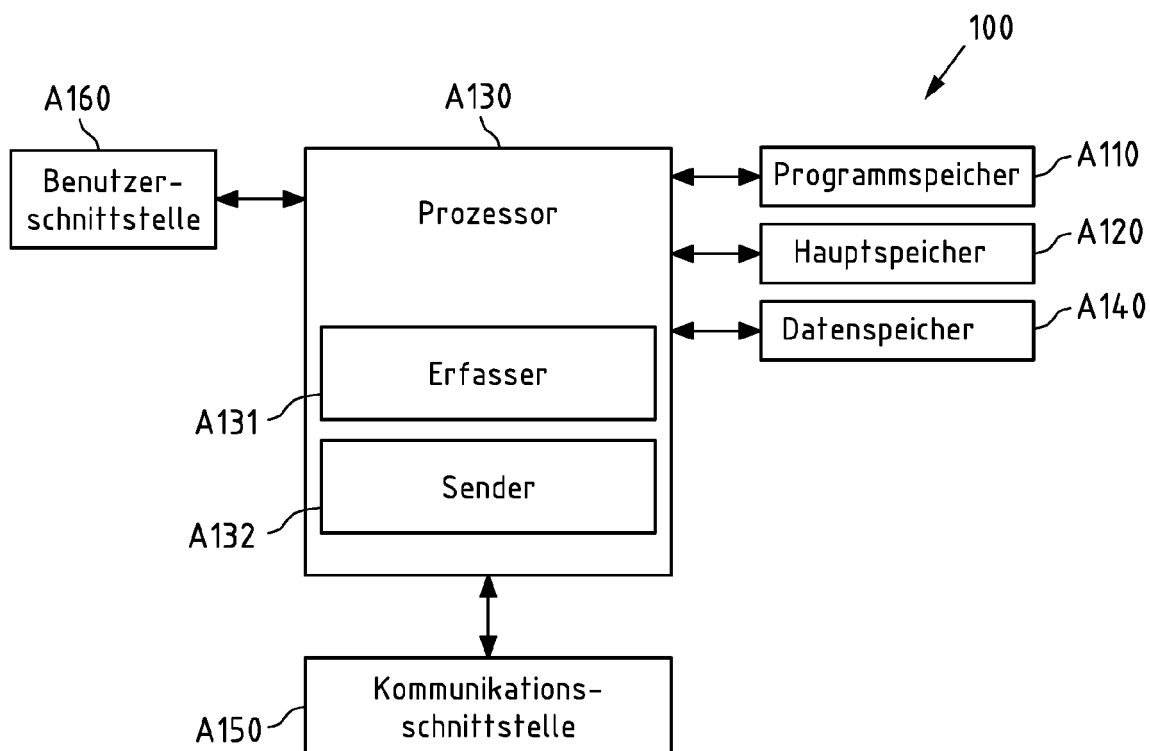 100
A160
A130
Benutzer-
schnittstelle
Prozessor
Programmspeicher
A110
Hauptspeicher
A120
Datenspeicher
A140
Erfasser
A131
Sender
A132
Kommunikations-
schnittstelle
A150